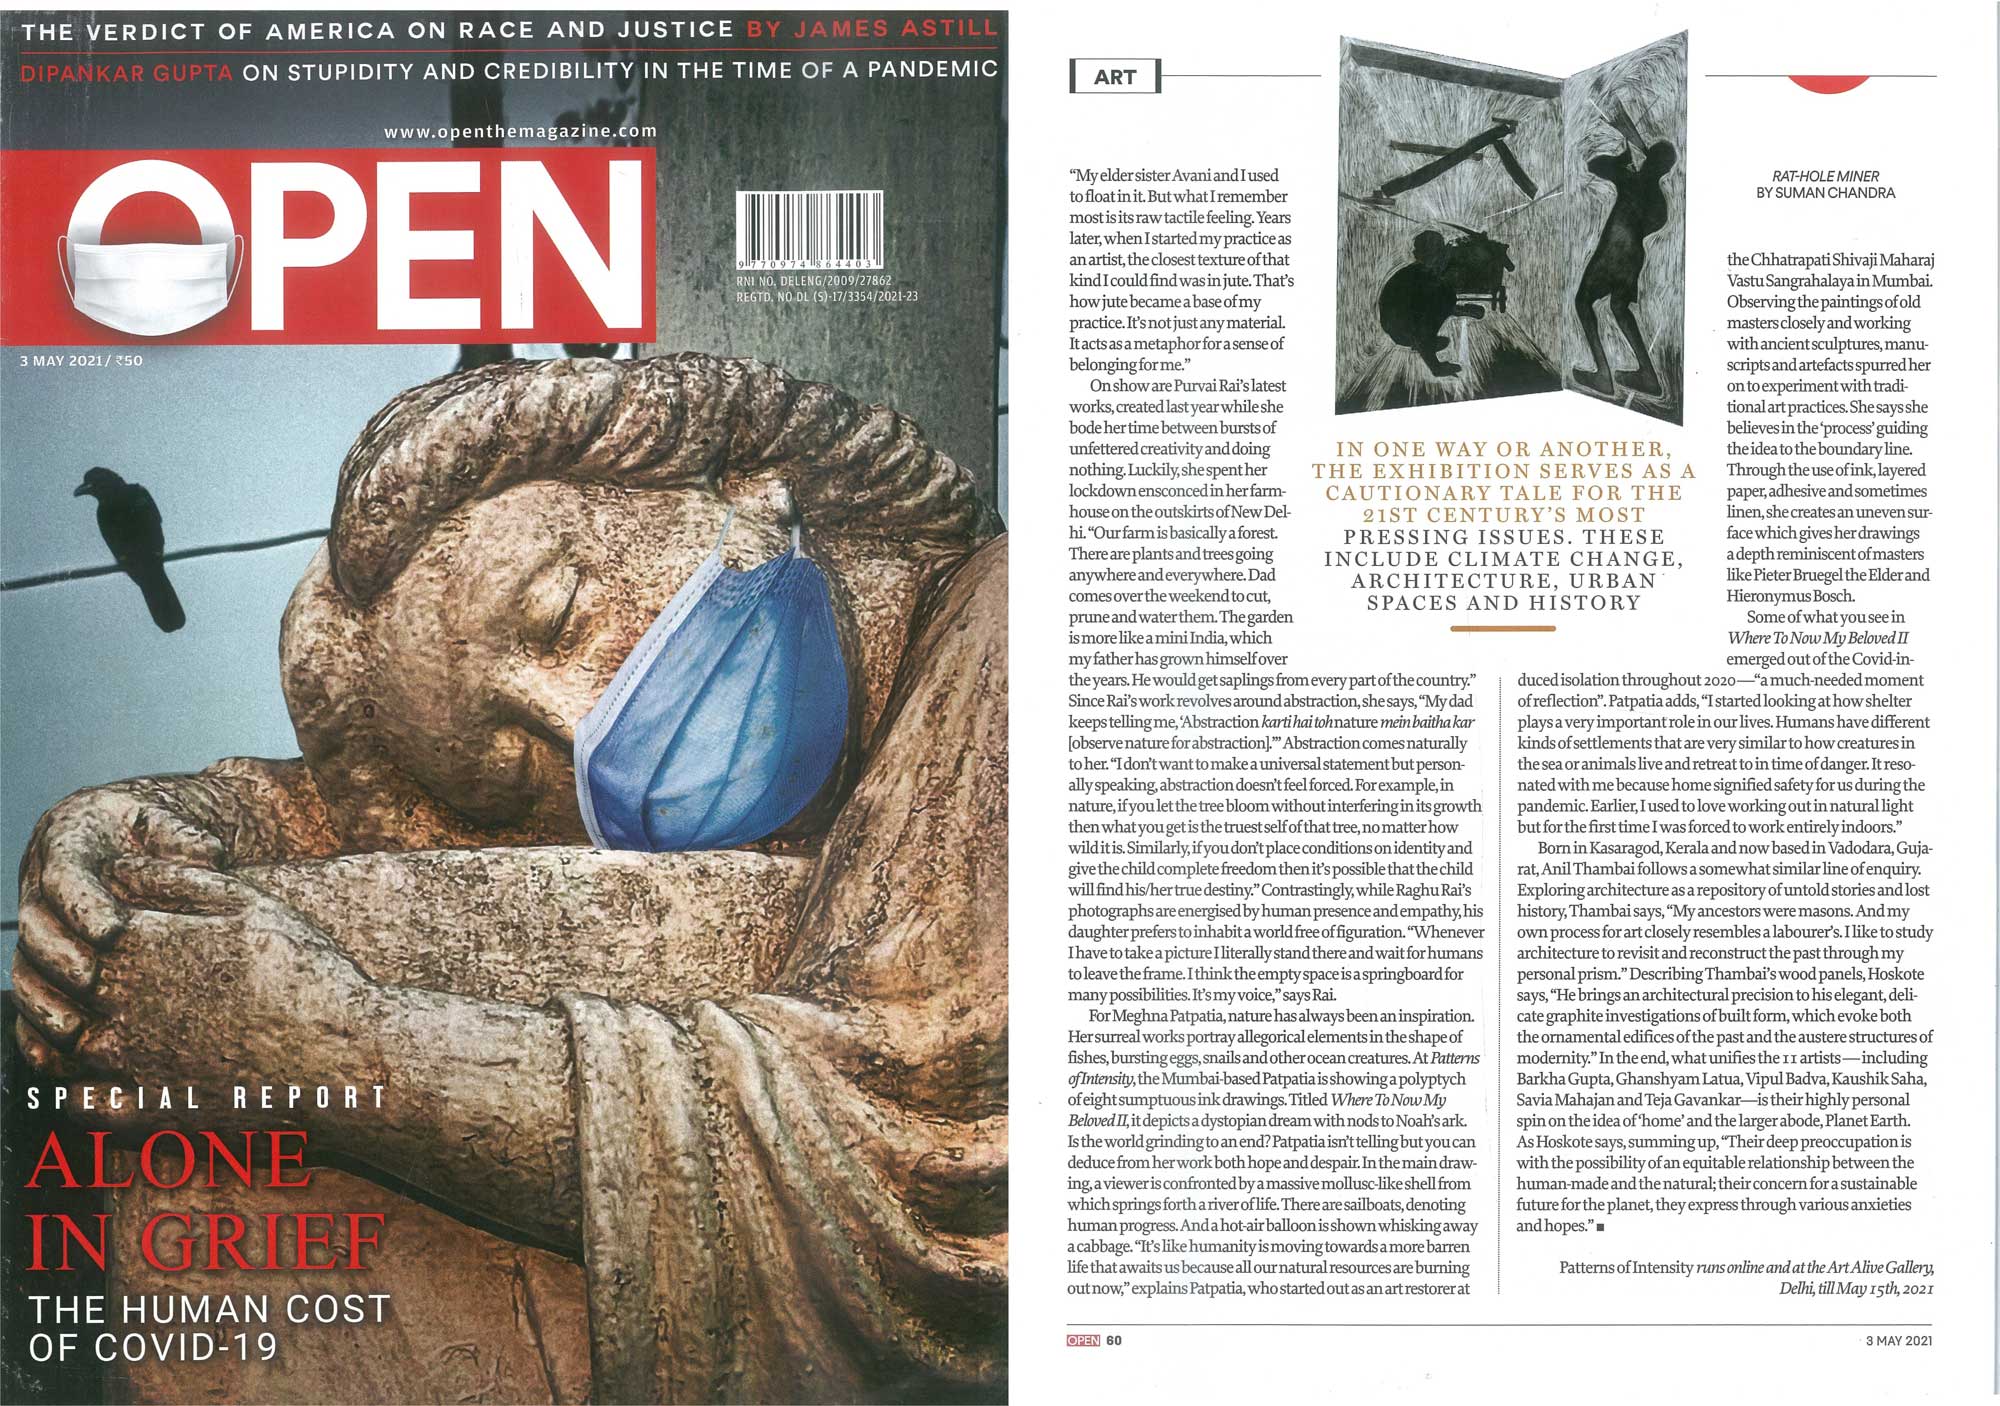 THE VERDICT OF AMERICA ON RACE AND JUSTICE BY JAMES ASTILL
DIPANKAR GUPTA ON STUPIDITY AND CREDIBILITY IN THE TIME OF A PANDEMIC
www.openthemagazine.com
OPEN
9 770974 864403
RNI NO. DELENG/2009/27862
REGTD. NO DL (S)-17/3354/2021-23
3 MAY 2021 / ₹50
SPECIAL REPORT
ALONE
IN GRIEF
THE HUMAN COST
OF COVID-19
ART
“My elder sister Avani and I used
to float in it. But what I remember
most is its raw tactile feeling. Years
later, when I started my practice as
an artist, the closest texture of that
kind I could find was in jute. That’s
how jute became a base of my
practice. It’s not just any material.
It acts as a metaphor for a sense of
belonging for me.”
On show are Purvai Rai’s latest
works, created last year while she
bode her time between bursts of
unfettered creativity and doing
nothing. Luckily, she spent her
lockdown ensconced in her farm-
house on the outskirts of New Del-
hi. “Our farm is basically a forest.
There are plants and trees going
anywhere and everywhere. Dad
comes over the weekend to cut,
prune and water them. The garden
is more like a mini India, which
my father has grown himself over
the years. He would get saplings from every part of the country.”
Since Rai’s work revolves around abstraction, she says, “My dad
keeps telling me, ‘Abstraction karti hai toh nature mein baitha kar
[observe nature for abstraction].’” Abstraction comes naturally
to her. “I don’t want to make a universal statement but person-
ally speaking, abstraction doesn’t feel forced. For example, in
nature, if you let the tree bloom without interfering in its growth
then what you get is the truest self of that tree, no matter how
wild it is. Similarly, if you don’t place conditions on identity and
give the child complete freedom then it’s possible that the child
will find his/her true destiny.” Contrastingly, while Raghu Rai’s
photographs are energised by human presence and empathy, his
daughter prefers to inhabit a world free of figuration. “Whenever
I have to take a picture I literally stand there and wait for humans
to leave the frame. I think the empty space is a springboard for
many possibilities. It’s my voice,” says Rai.
For Meghna Patpatia, nature has always been an inspiration.
Her surreal works portray allegorical elements in the shape of
fishes, bursting eggs, snails and other ocean creatures. At Patterns
of Intensity, the Mumbai-based Patpatia is showing a polyptych
of eight sumptuous ink drawings. Titled Where To Now My
Beloved II, it depicts a dystopian dream with nods to Noah’s ark.
Is the world grinding to an end? Patpatia isn’t telling but you can
deduce from her work both hope and despair. In the main draw-
ing, a viewer is confronted by a massive mollusc-like shell from
which springs forth a river of life. There are sailboats, denoting
human progress. And a hot-air balloon is shown whisking away
a cabbage. “It’s like humanity is moving towards a more barren
life that awaits us because all our natural resources are burning
out now,” explains Patpatia, who started out as an art restorer at
IN ONE WAY OR ANOTHER,
THE EXHIBITION SERVES AS A
CAUTIONARY TALE FOR THE
21ST CENTURY’S MOST
PRESSING ISSUES. THESE
INCLUDE CLIMATE CHANGE,
ARCHITECTURE, URBAN
SPACES AND HISTORY
RAT-HOLE MINER
BY SUMAN CHANDRA
the Chhatrapati Shivaji Maharaj
Vastu Sangrahalaya in Mumbai.
Observing the paintings of old
masters closely and working
with ancient sculptures, manu-
scripts and artefacts spurred her
on to experiment with tradi-
tional art practices. She says she
believes in the ‘process’ guiding
the idea to the boundary line.
Through the use of ink, layered
paper, adhesive and sometimes
linen, she creates an uneven sur-
face which gives her drawings
a depth reminiscent of masters
like Pieter Bruegel the Elder and
Hieronymus Bosch.
Some of what you see in
Where To Now My Beloved II
emerged out of the Covid-in-
duced isolation throughout 2020—“a much-needed moment
of reflection”. Patpatia adds, “I started looking at how shelter
plays a very important role in our lives. Humans have different
kinds of settlements that are very similar to how creatures in
the sea or animals live and retreat to in time of danger. It reso-
nated with me because home signified safety for us during the
pandemic. Earlier, I used to love working out in natural light
but for the first time I was forced to work entirely indoors.”
Born in Kasaragod, Kerala and now based in Vadodara, Guja-
rat, Anil Thambai follows a somewhat similar line of enquiry.
Exploring architecture as a repository of untold stories and lost
history, Thambai says, “My ancestors were masons. And my
own process for art closely resembles a labourer’s. I like to study
architecture to revisit and reconstruct the past through my
personal prism.” Describing Thambai’s wood panels, Hoskote
says, “He brings an architectural precision to his elegant, deli-
cate graphite investigations of built form, which evoke both
the ornamental edifices of the past and the austere structures of
modernity.” In the end, what unifies the 11 artists—including
Barkha Gupta, Ghanshyam Latua, Vipul Badva, Kaushik Saha,
Savia Mahajan and Teja Gavankar—is their highly personal
spin on the idea of ‘home’ and the larger abode, Planet Earth.
As Hoskote says, summing up, “Their deep preoccupation is
with the possibility of an equitable relationship between the
human-made and the natural; their concern for a sustainable
future for the planet, they express through various anxieties
and hopes.” ■
Patterns of Intensity runs online and at the Art Alive Gallery,
Delhi, till May 15th, 2021
OPEN 60
3 MAY 2021